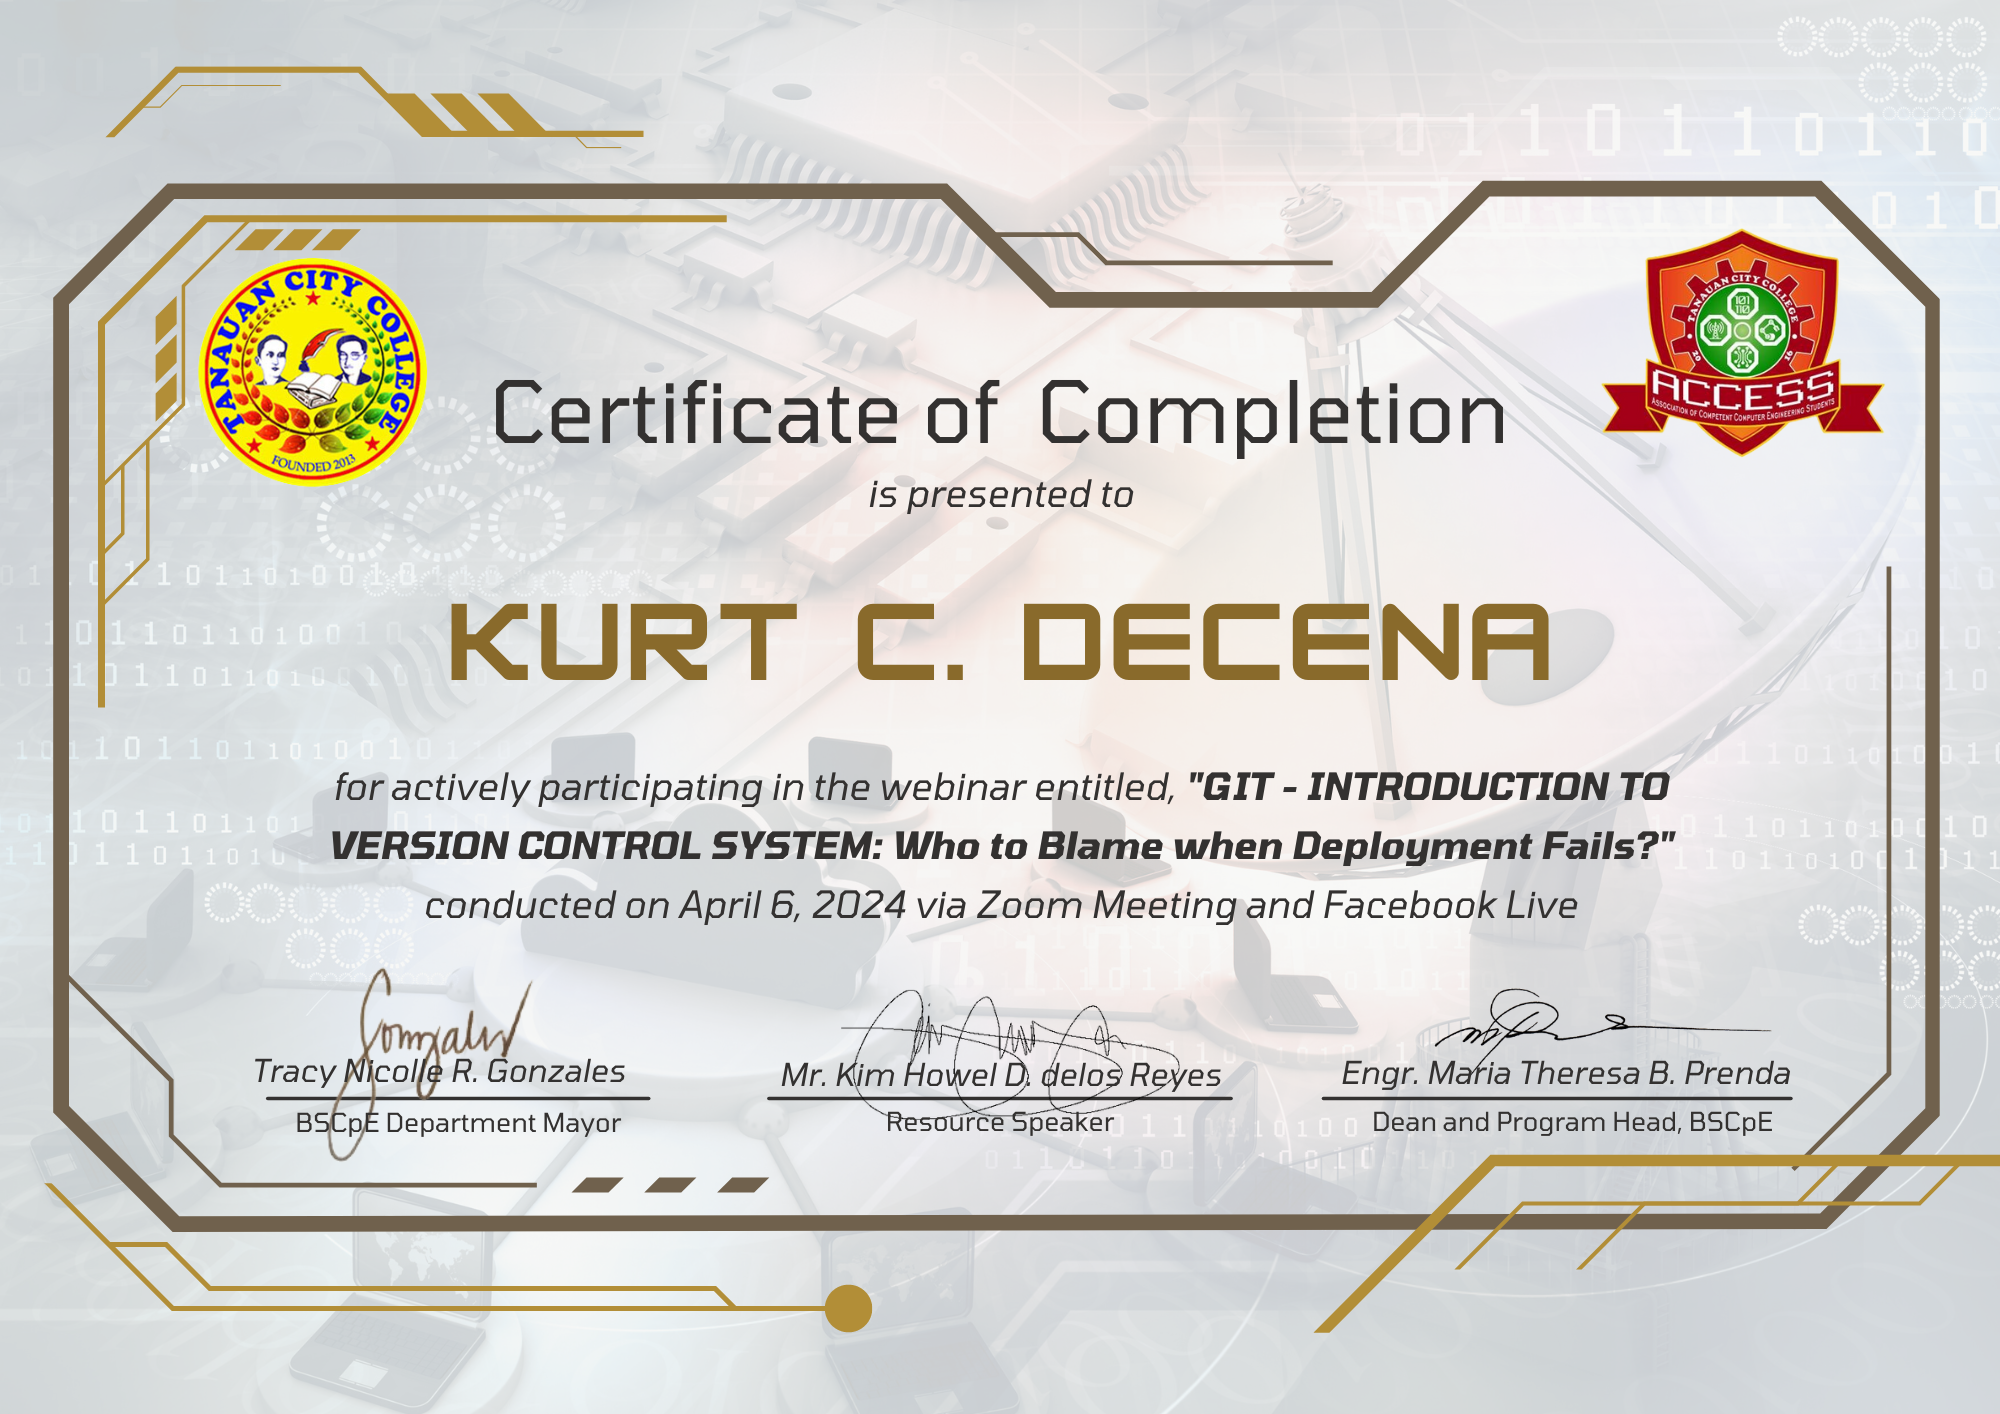 TANAUAN CITY COLLEGE
FOUNDED 2013
TANAUAN CITY COLLEGE
2016
101
110
ACCESS
ASSOCIATION OF COMPETENT COMPUTER ENGINEERING STUDENTS
Certificate of Completion
is presented to
KURT C. DECENA
for actively participating in the webinar entitled, "GIT - INTRODUCTION TO
VERSION CONTROL SYSTEM: Who to Blame when Deployment Fails?"
conducted on April 6, 2024 via Zoom Meeting and Facebook Live
Tracy Nicolle R. Gonzales
BSCpE Department Mayor
Mr. Kim Howel D. delos Reyes
Resource Speaker
Engr. Maria Theresa B. Prenda
Dean and Program Head, BSCpE